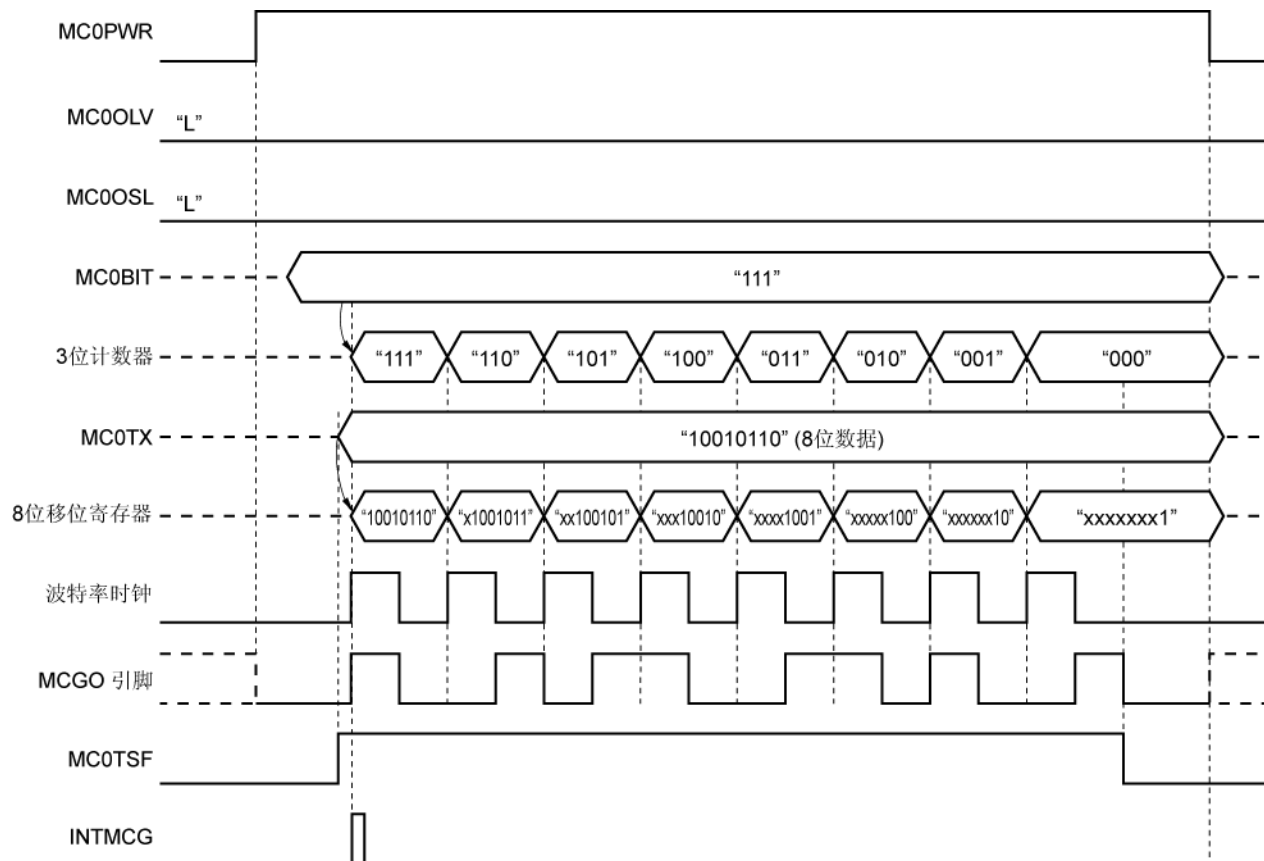 MC0PWR
MC0OLV “L”
MC0OSL “L”
MC0BIT “111”
3位计数器 “111” “110” “101” “100” “011” “010” “001” “000”
MC0TX “10010110” (8位数据)
8位移位寄存器 “10010110” “x1001011” “xx100101” “xxx10010” “xxxx1001” “xxxxx100” “xxxxxx10” “xxxxxxx1”
波特率时钟
MCGO 引脚
MC0TSF
INTMCG